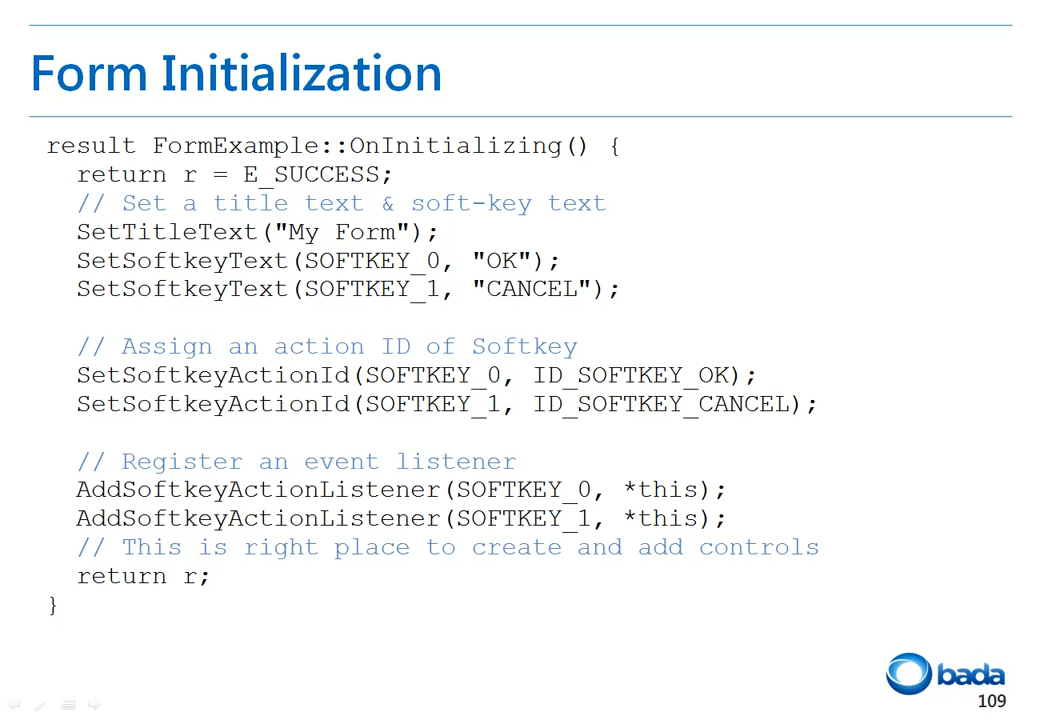 Form Initialization
result FormExample::OnInitializing() {
return r = E_SUCCESS;
// Set a title text & soft-key text
SetTitleText("My Form");
SetSoftkeyText(SOFTKEY_0, "OK");
SetSoftkeyText(SOFTKEY_1, "CANCEL");
// Assign an action ID of Softkey
SetSoftkeyActionId(SOFTKEY_0, ID_SOFTKEY_OK);
SetSoftkeyActionId(SOFTKEY_1, ID_SOFTKEY_CANCEL);
// Register an event listener
AddSoftkeyActionListener(SOFTKEY_0, *this);
AddSoftkeyActionListener(SOFTKEY_1, *this);
// This is right place to create and add controls
return r;
}
bada
109